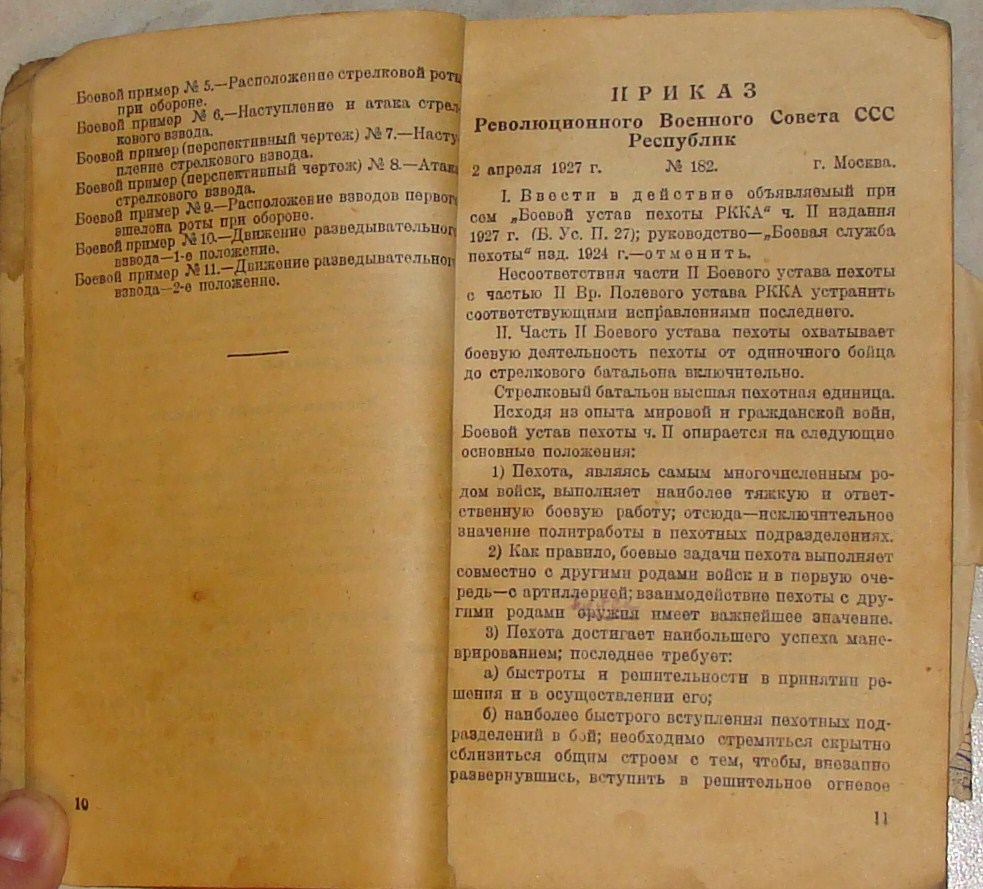 Боевой пример № 5.—Расположение стрелковой роты
при обороне.
Боевой пример № 6.—Наступление и атака стрел-
кового взвода.
Боевой пример (перспективный чертеж) № 7.—Насту-
пление стрелкового взвода.
Боевой пример (перспективный чертеж) № 8.—Атака
стрелкового взвода.
Боевой пример № 9.—Расположение взводов первого
эшелона роты при обороне.
Боевой пример № 10.—Движение разведывательного
взвода—1-е положение.
Боевой пример № 11.—Движение разведывательного
взвода—2-е положение.
10
ПРИКАЗ
Революционного Военного Совета ССС
Республик
2 апреля 1927 г. № 182. г. Москва.
I. Ввести в действие объявляемый при
сем „Боевой устав пехоты РККА“ ч. II издания
1927 г. (Б. Ус. П. 27); руководство—„Боевая служба
пехоты“ изд. 1924 г.—отменить.
Несоответствия части II Боевого устава пехоты
с частью II Вр. Полевого устава РККА устранить
соответствующими исправлениями последнего.
II. Часть II Боевого устава пехоты охватывает
боевую деятельность пехоты от одиночного бойца
до стрелкового батальона включительно.
Стрелковый батальон высшая пехотная единица.
Исходя из опыта мировой и гражданской войн,
Боевой устав пехоты ч. II опирается на следующие
основные положения:
1) Пехота, являясь самым многочисленным ро-
дом войск, выполняет наиболее тяжкую и ответ-
ственную боевую работу; отсюда—исключительное
значение политработы в пехотных подразделениях.
2) Как правило, боевые задачи пехота выполняет
совместно с другими родами войск и в первую оче-
редь—с артиллерией; взаимодействие пехоты с дру-
гими родами оружия имеет важнейшее значение.
3) Пехота достигает наибольшего успеха мане-
врированием; последнее требует:
а) быстроты и решительности в принятии ре-
шения и в осуществлении его;
б) наиболее быстрого вступления пехотных под-
разделений в бой; необходимо стремиться скрытно
сблизиться общим строем с тем, чтобы, внезапно
развернувшись, вступить в решительное огневое
11